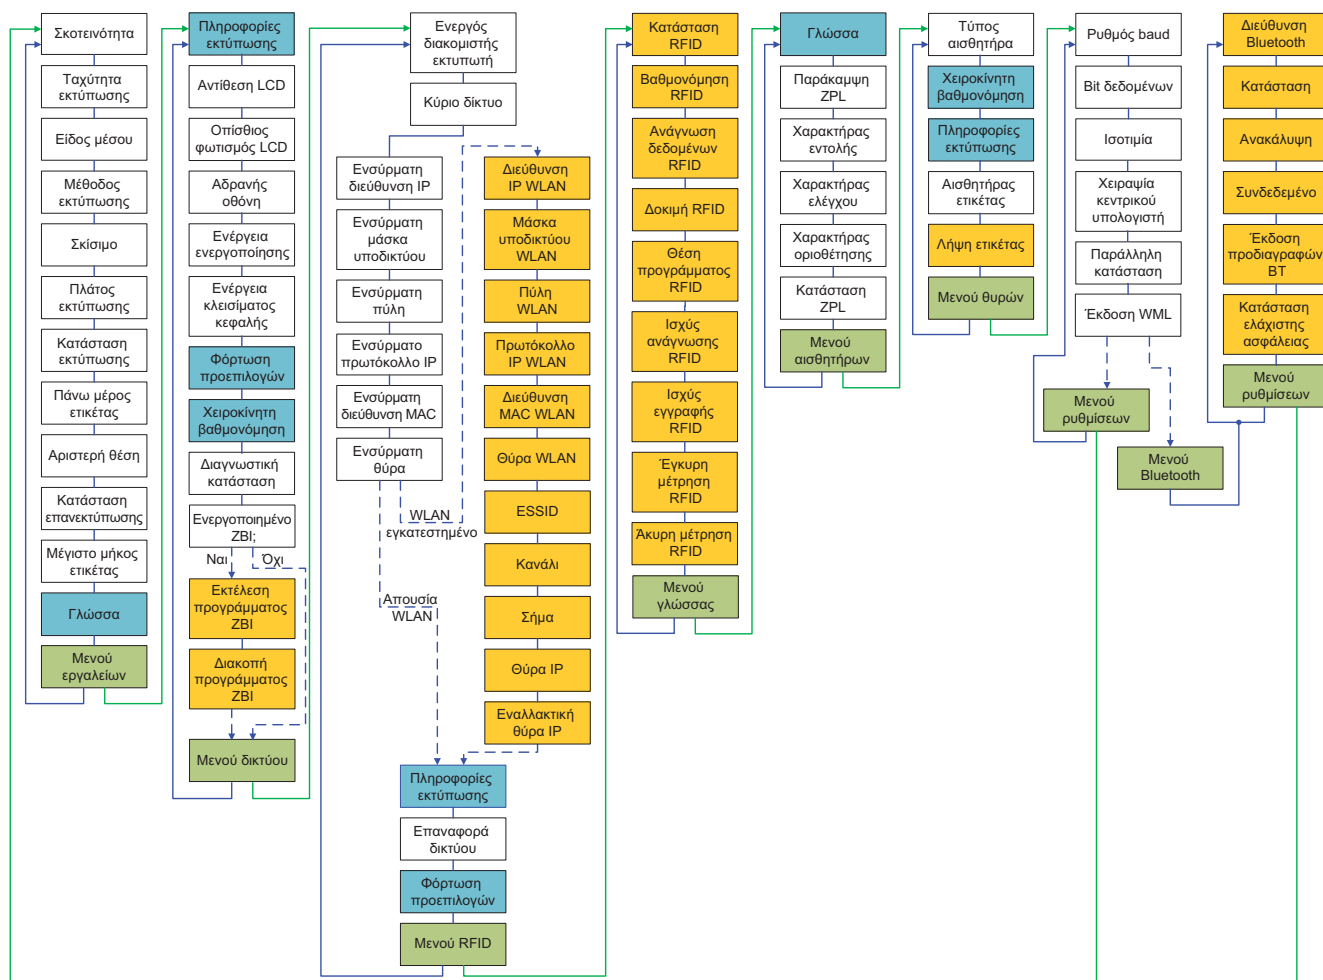 Σκοτεινότητα
Ταχύτητα
εκτύπωσης
Είδος μέσου
Μέθοδος
εκτύπωσης
Σκίσιμο
Πλάτος
εκτύπωσης
Κατάσταση
εκτύπωσης
Πάνω μέρος
ετικέτας
Αριστερή θέση
Κατάσταση
επανεκτύπωσης
Μέγιστο μήκος
ετικέτας
Γλώσσα
Μενού
εργαλείων
Πληροφορίες
εκτύπωσης
Αντίθεση LCD
Οπίσθιος
φωτισμός LCD
Αδρανής
οθόνη
Ενέργεια
ενεργοποίησης
Ενέργεια
κλεισίματος
κεφαλής
Φόρτωση
προεπιλογών
Χειροκίνητη
βαθμονόμηση
Διαγνωστική
κατάσταση
Ενεργοποιημένο
ZBI;
Ναι
Όχι
Εκτέλεση
προγράμματος
ZBI
Διακοπή
προγράμματος
ZBI
Μενού δικτύου
Ενεργός
διακομιστής
εκτυπωτή
Κύριο δίκτυο
Ενσύρματη
διεύθυνση IP
Ενσύρματη
μάσκα
υποδικτύου
Ενσύρματη
πύλη
Ενσύρματο
πρωτόκολλο IP
Ενσύρματη
διεύθυνση MAC
Ενσύρματη
θύρα
WLAN
εγκατεστημένο
Απουσία
WLAN
Διεύθυνση
IP WLAN
Μάσκα
υποδικτύου
WLAN
Πύλη
WLAN
Πρωτόκολλο
IP WLAN
Διεύθυνση
MAC WLAN
Θύρα WLAN
ESSID
Κανάλι
Σήμα
Θύρα IP
Εναλλακτική
θύρα IP
Πληροφορίες
εκτύπωσης
Επαναφορά
δικτύου
Φόρτωση
προεπιλογών
Μενού RFID
Κατάσταση
RFID
Βαθμονόμηση
RFID
Ανάγνωση
δεδομένων
RFID
Δοκιμή RFID
Θέση
προγράμματος
RFID
Ισχύς
ανάγνωσης
RFID
Ισχύς
εγγραφής
RFID
Έγκυρη
μέτρηση
RFID
Άκυρη μέτρηση
RFID
Μενού
γλώσσας
Γλώσσα
Παράκαμψη
ZPL
Χαρακτήρας
εντολής
Χαρακτήρας
ελέγχου
Χαρακτήρας
οριοθέτησης
Κατάσταση
ZPL
Μενού
αισθητήρων
Τύπος
αισθητήρα
Χειροκίνητη
βαθμονόμηση
Πληροφορίες
εκτύπωσης
Αισθητήρας
ετικέτας
Λήψη ετικέτας
Μενού θυρών
Ρυθμός baud
Bit δεδομένων
Ισοτιμία
Χειραψία
κεντρικού
υπολογιστή
Παράλληλη
κατάσταση
Έκδοση WML
Μενού
ρυθμίσεων
Μενού
Bluetooth
Διεύθυνση
Bluetooth
Κατάσταση
Ανακάλυψη
Συνδεδεμένο
Έκδοση
προδιαγραφών
BT
Κατάσταση
ελάχιστης
ασφάλειας
Μενού
ρυθμίσεων